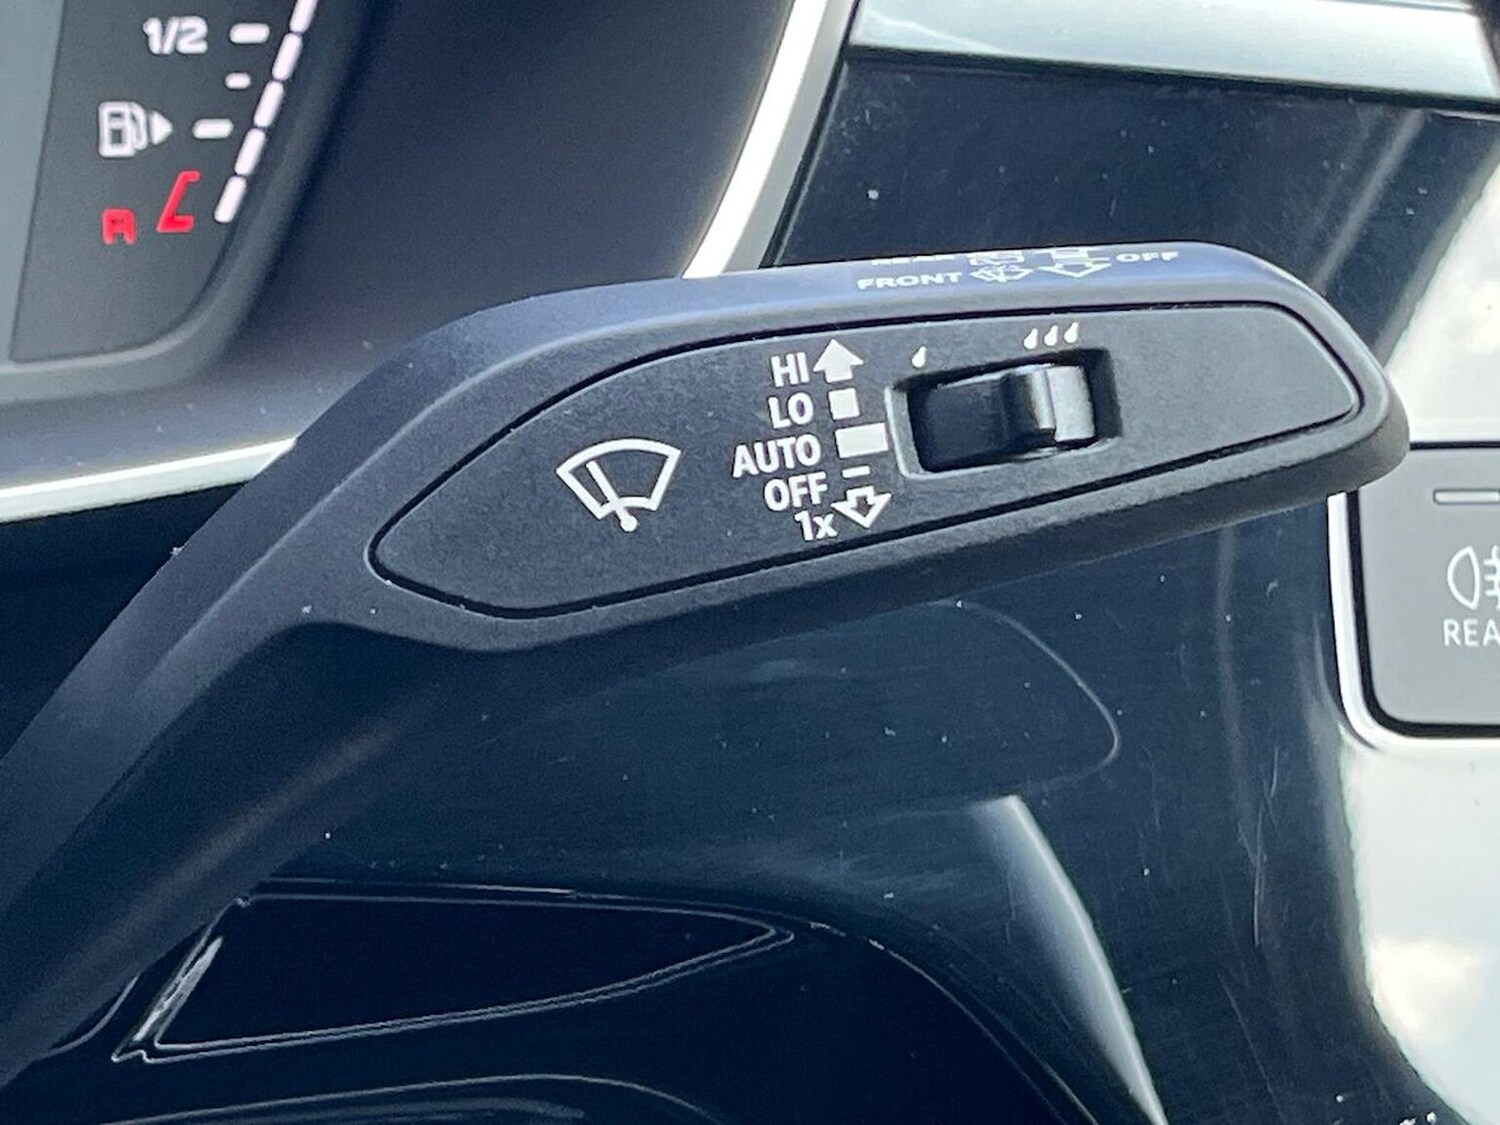 1/2
FRONT OFF
HI
LO
AUTO
OFF
1x
REA